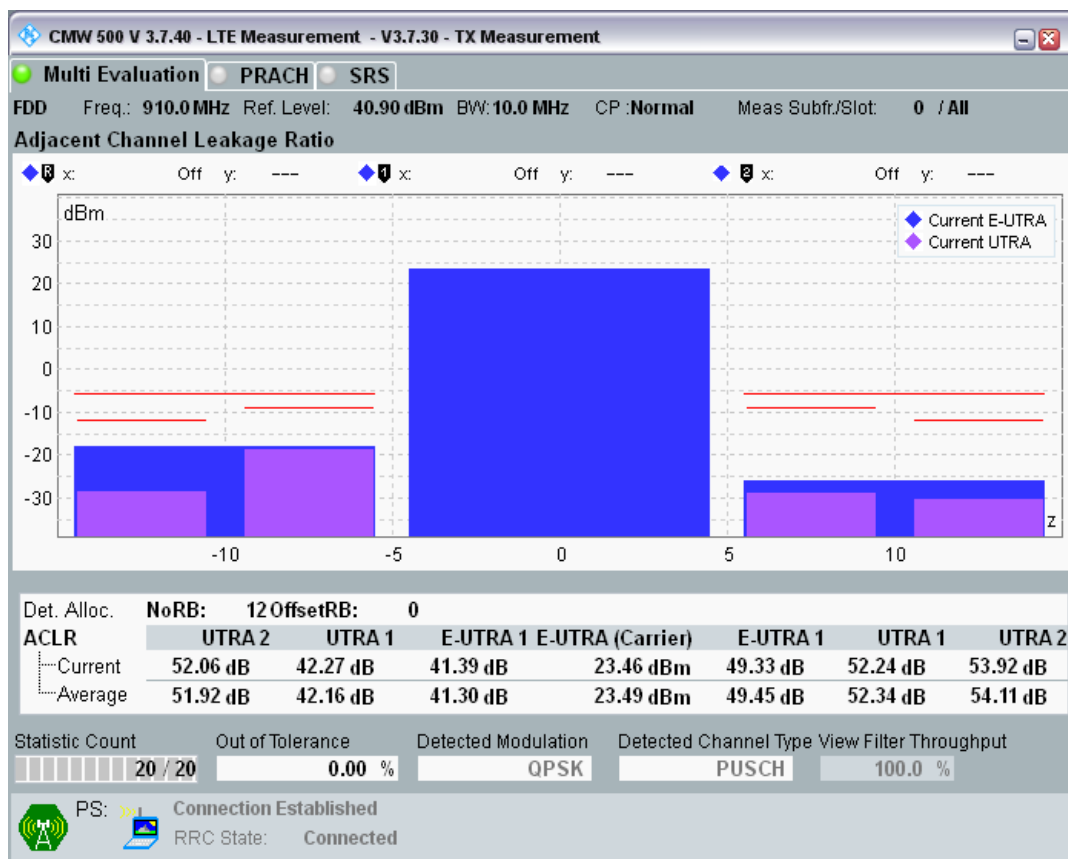 CMW 500 V 3.7.40 - LTE Measurement - V3.7.30 - TX Measurement
Multi Evaluation PRACH SRS
FDD Freq.: 910.0 MHz Ref. Level: 40.90 dBm BW: 10.0 MHz CP :Normal Meas Subfr./Slot: 0 / All
Adjacent Channel Leakage Ratio
R x: Off y: --- 1 x: Off y: --- 2 x: Off y: ---
dBm
Current E-UTRA
Current UTRA
30
20
10
0
-10
-20
-30
z
-10 -5 0 5 10
Det. Alloc. NoRB: 12 OffsetRB: 0
ACLR UTRA 2 UTRA 1 E-UTRA 1 E-UTRA (Carrier) E-UTRA 1 UTRA 1 UTRA 2
Current 52.06 dB 42.27 dB 41.39 dB 23.46 dBm 49.33 dB 52.24 dB 53.92 dB
Average 51.92 dB 42.16 dB 41.30 dB 23.49 dBm 49.45 dB 52.34 dB 54.11 dB
Statistic Count Out of Tolerance Detected Modulation Detected Channel Type View Filter Throughput
20 / 20 0.00 % QPSK PUSCH 100.0 %
PS: Connection Established
RRC State: Connected